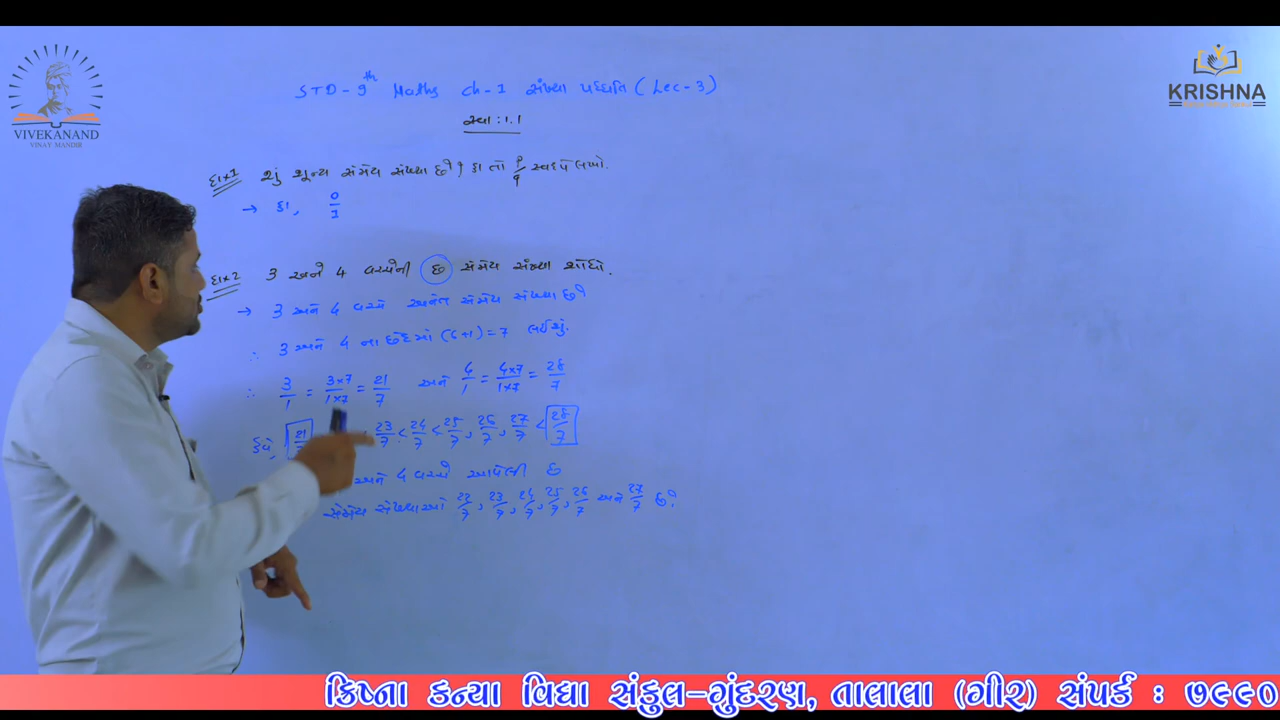 VIVEKANAND
VINAY MANDIR
KRISHNA
STD - 9th Maths ch-1 સંખ્યા પદ્ધતિ (Lec-3)
સ્વા : 1.1
દાખ1 શું શૂન્ય સંમેય સંખ્યા છે? હા તો p/q સ્વરૂપે લખો.
→ હા, 0/1
દાખ2 3 અને 4 વચ્ચેની છ સંમેય સંખ્યા શોધો.
→ 3 અને 4 વચ્ચે અનંત સંમેય સંખ્યા છે
∴ 3 અને 4 ના છેદમાં (6+1)=7 લઈશું.
∴ 3/1 = 3×7/1×7 = 21/7 અને 4/1 = 4×7/1×7 = 28/7
હવે, 21 23/7 < 24/7 < 25/7, 26/7, 27/7 < 28/7
અને 4 વચ્ચે આવેલી છ
સંમેય સંખ્યાઓ 22/7, 23/7, 24/7, 25/7, 26/7 અને 27/7 છે.
ક્રિષ્ના કન્યા વિદ્યા સંકુલ-ગુંદરણ, તાલાલા (ગીર) સંપર્ક : ૭૯૯૦